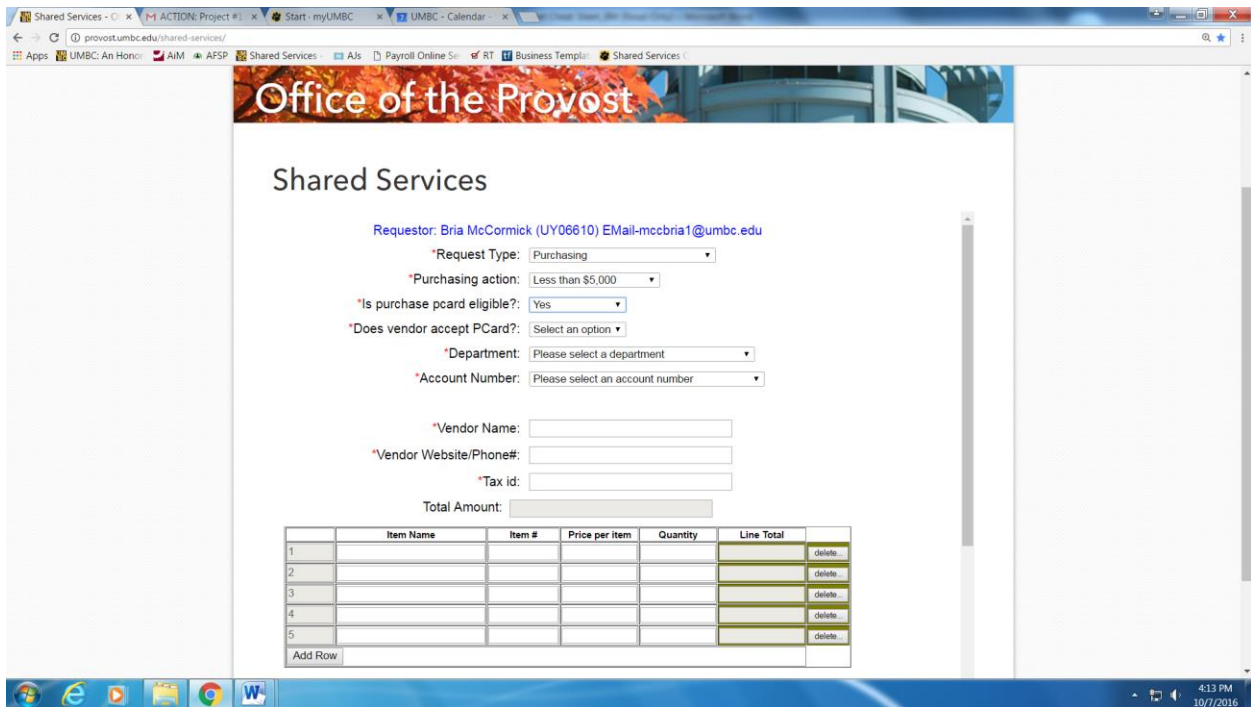 Shared Services - O
ACTION: Project #1
Start · myUMBC
UMBC - Calendar -
provost.umbc.edu/shared-services/
Apps UMBC: An Honor AiM AFSP Shared Services - AJs Payroll Online Se RT Business Templat Shared Services
Office of the Provost
Shared Services
Requestor: Bria McCormick (UY06610) EMail-mccbria1@umbc.edu
*Request Type: Purchasing
*Purchasing action: Less than $5,000
*Is purchase pcard eligible?: Yes
*Does vendor accept PCard?: Select an option
*Department: Please select a department
*Account Number: Please select an account number
*Vendor Name:
*Vendor Website/Phone#:
*Tax id:
Total Amount:
Item Name Item # Price per item Quantity Line Total
1 delete...
2 delete...
3 delete...
4 delete...
5 delete...
Add Row
4:13 PM
10/7/2016